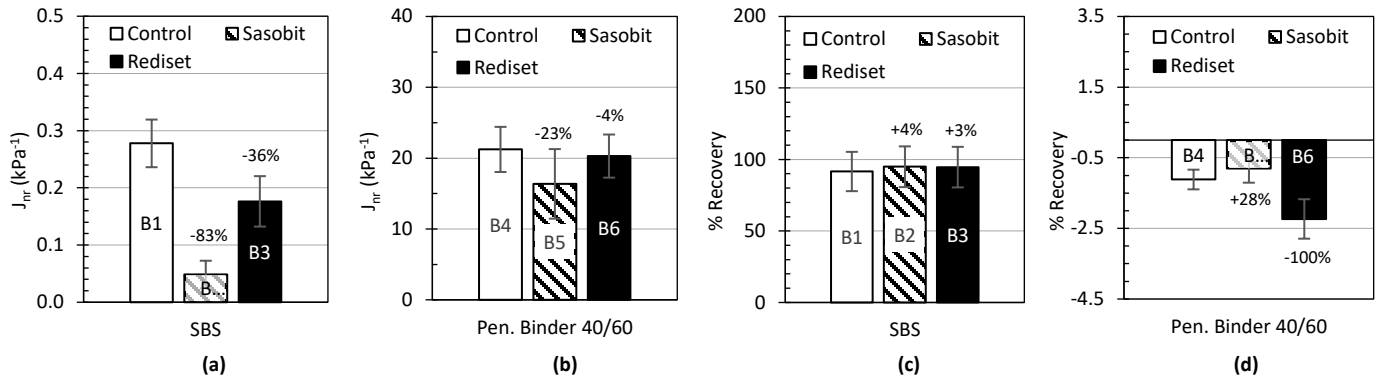 0.5
0.4
0.3
0.2
0.1
0.0
J_nr (kPa⁻¹)
Control
Sasobit
Rediset
-36%
-83%
B1
B...
B3
SBS
(a)
40
30
20
10
0
J_nr (kPa⁻¹)
Control
Sasobit
Rediset
-23%
-4%
B4
B5
B6
Pen. Binder 40/60
(b)
200
150
100
50
0
% Recovery
Control
Sasobit
Rediset
+4%
+3%
B1
B2
B3
SBS
(c)
3.5
1.5
-0.5
-2.5
-4.5
% Recovery
Control
Sasobit
Rediset
B4
B...
B6
+28%
-100%
Pen. Binder 40/60
(d)